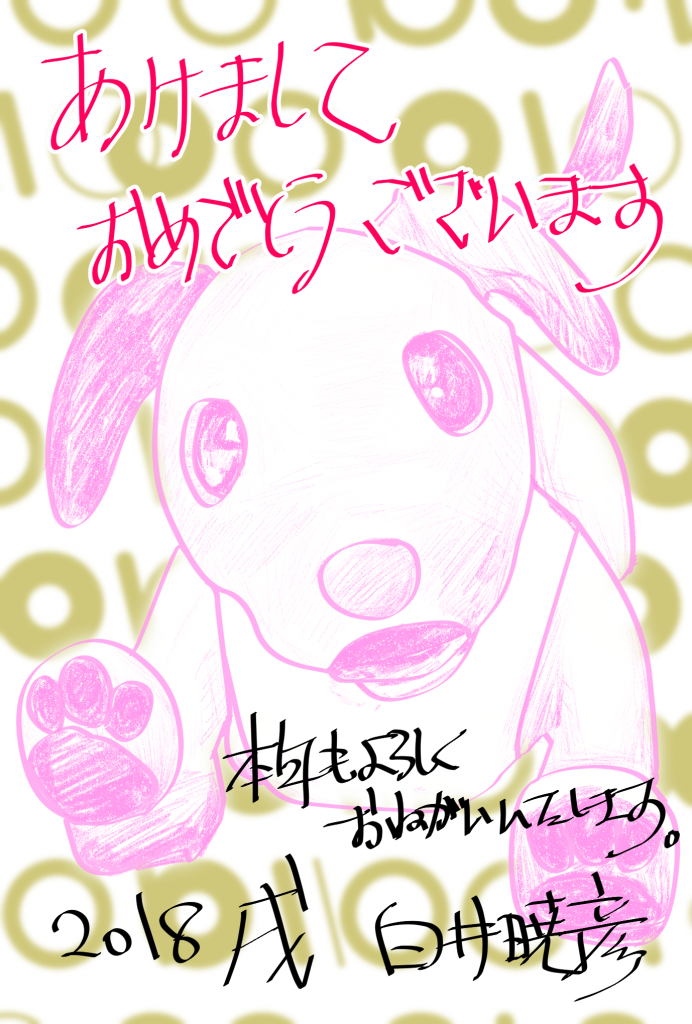 あけまして
おめでとうございます
本年もよろしく
おねがいいたします。
2018 戌 白井暁彦